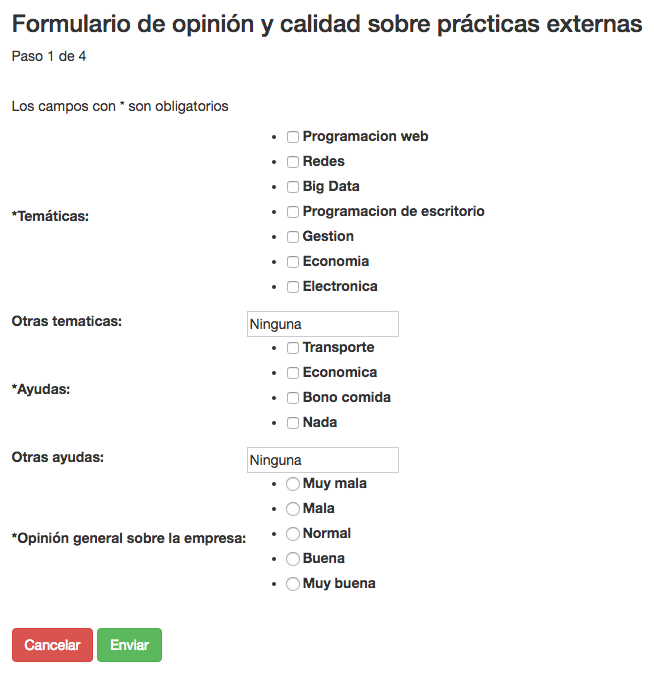 Formulario de opinión y calidad sobre prácticas externas
Paso 1 de 4
Los campos con * son obligatorios
*Temáticas:
Programacion web
Redes
Big Data
Programacion de escritorio
Gestion
Economia
Electronica
Otras tematicas:
Ninguna
*Ayudas:
Transporte
Economica
Bono comida
Nada
Otras ayudas:
Ninguna
*Opinión general sobre la empresa:
Muy mala
Mala
Normal
Buena
Muy buena
Cancelar
Enviar